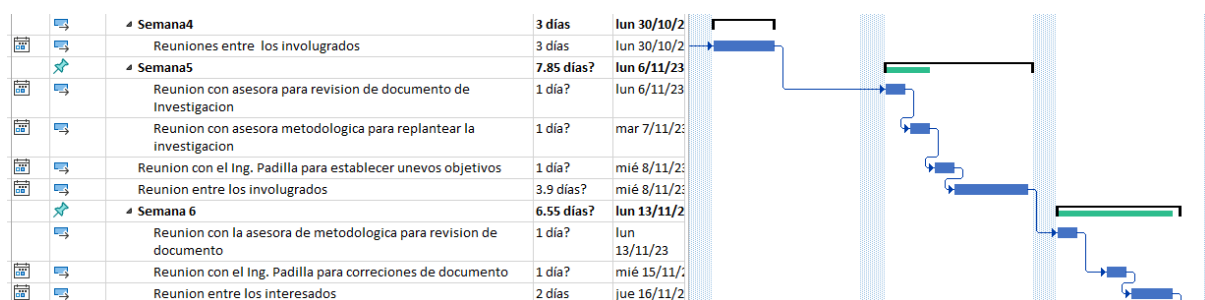 Semana4 3 días lun 30/10/2
Reuniones entre los involugrados 3 días lun 30/10/2
Semana5 7.85 días? lun 6/11/23
Reunion con asesora para revision de documento de 1 día? lun 6/11/23
Investigacion
Reunion con asesora metodologica para replantear la 1 día? mar 7/11/23
investigacion
Reunion con el Ing. Padilla para establecer unevos objetivos 1 día? mié 8/11/23
Reunion entre los involugrados 3.9 días? mié 8/11/23
Semana 6 6.55 días? lun 13/11/2
Reunion con la asesora de metodologica para revision de 1 día? lun
documento 13/11/23
Reunion con el Ing. Padilla para correciones de documento 1 día? mié 15/11/2
Reunion entre los interesados 2 días jue 16/11/2